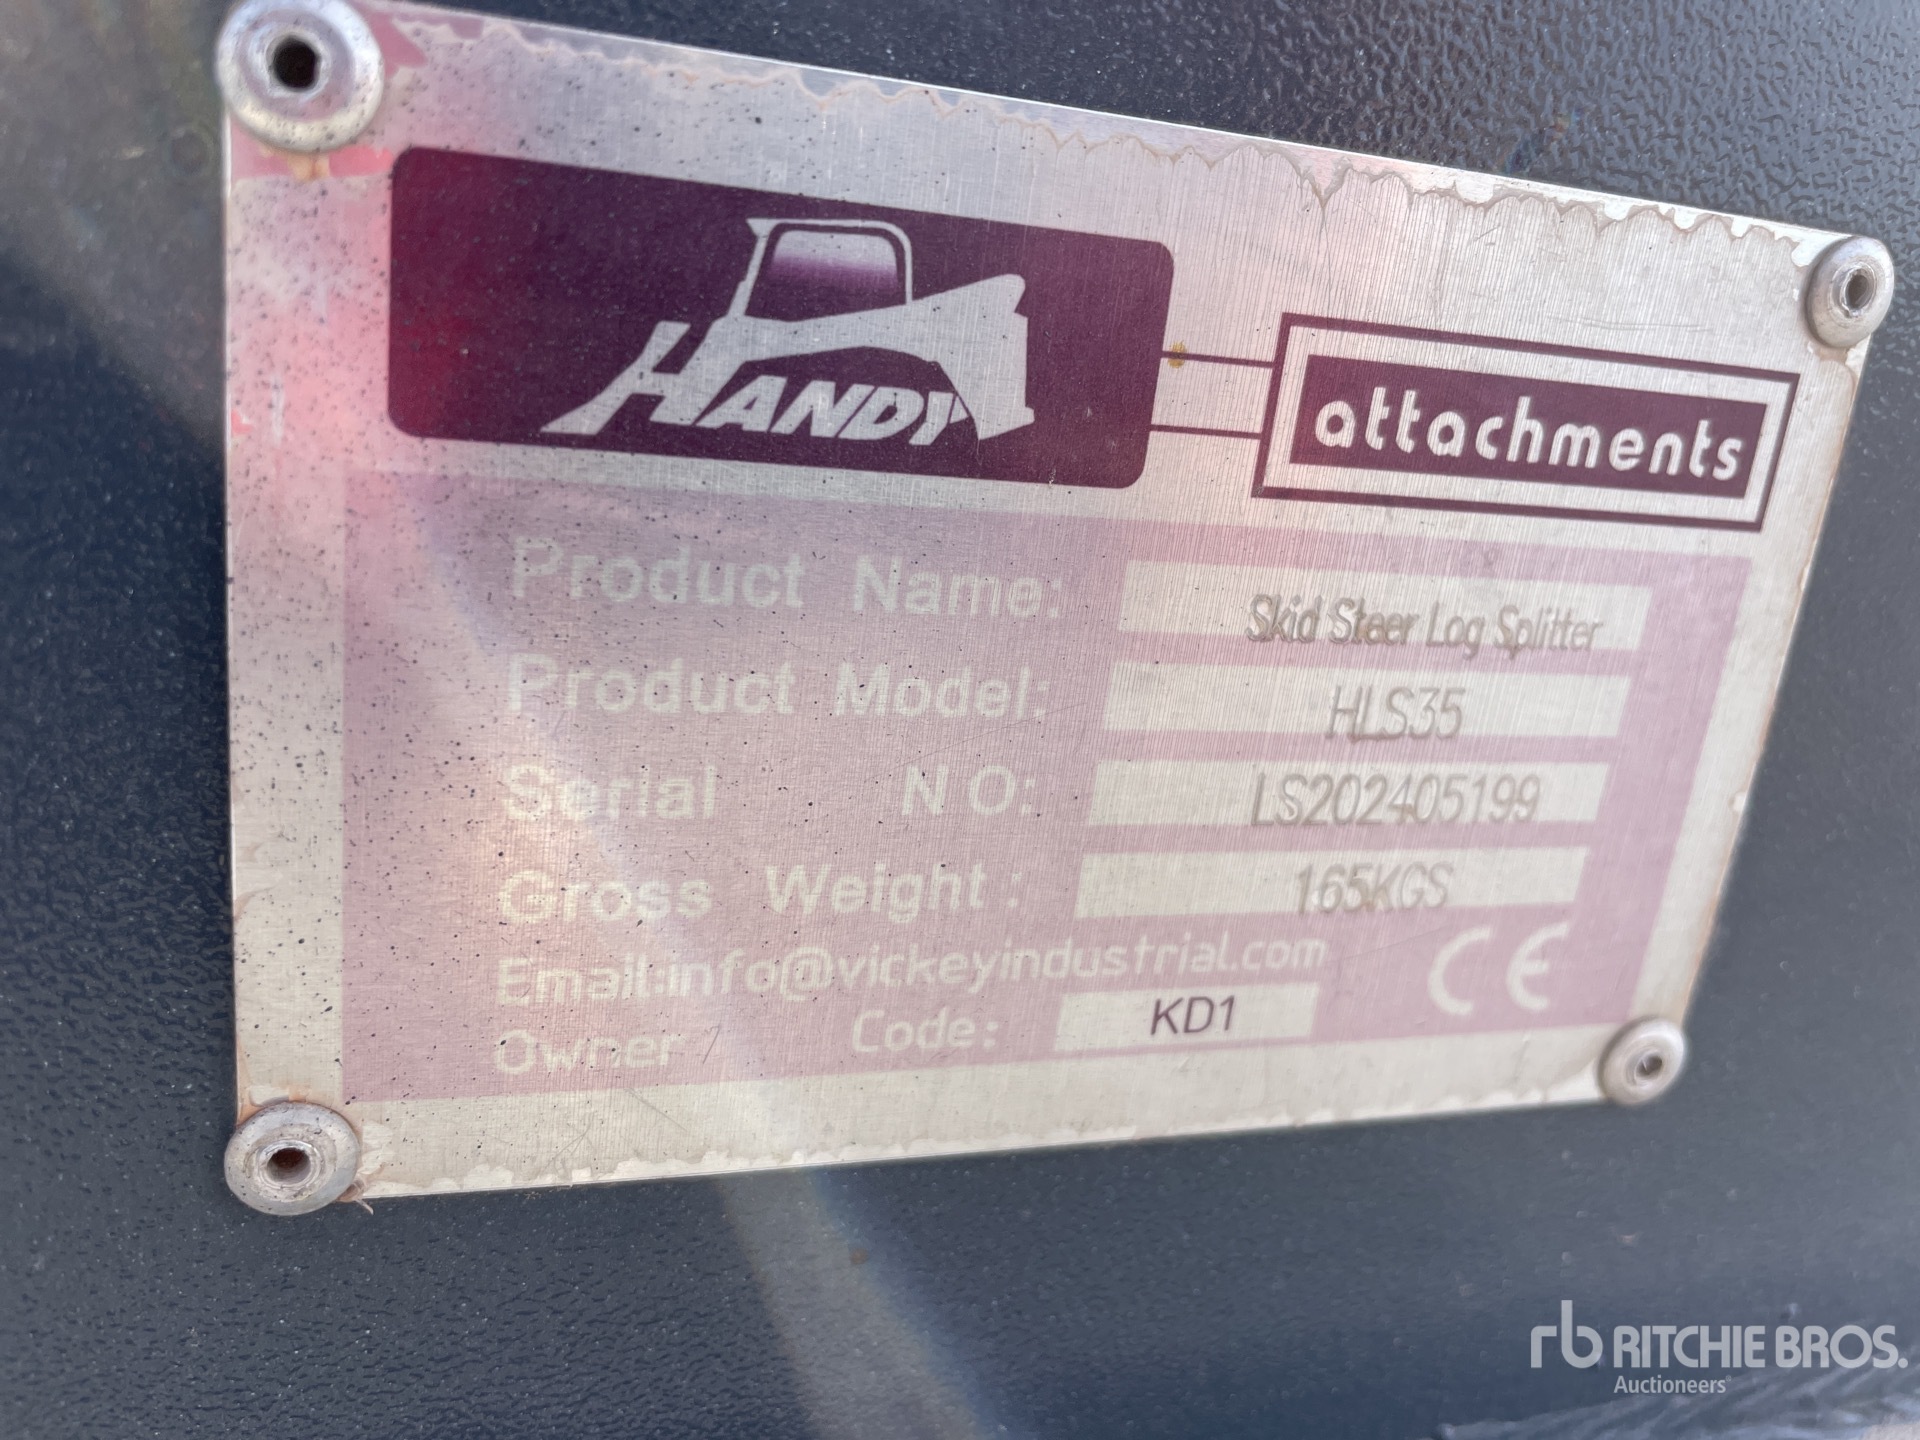 HANDY
attachments
Product Name: Skid Steer Log Splitter
Product Model: HLS35
Serial NO: LS202405199
Gross Weight: 165KGS
Email:info@vickeyindustrial.com
CE
Owner Code: KD1
rb RITCHIE BROS.
Auctioneers